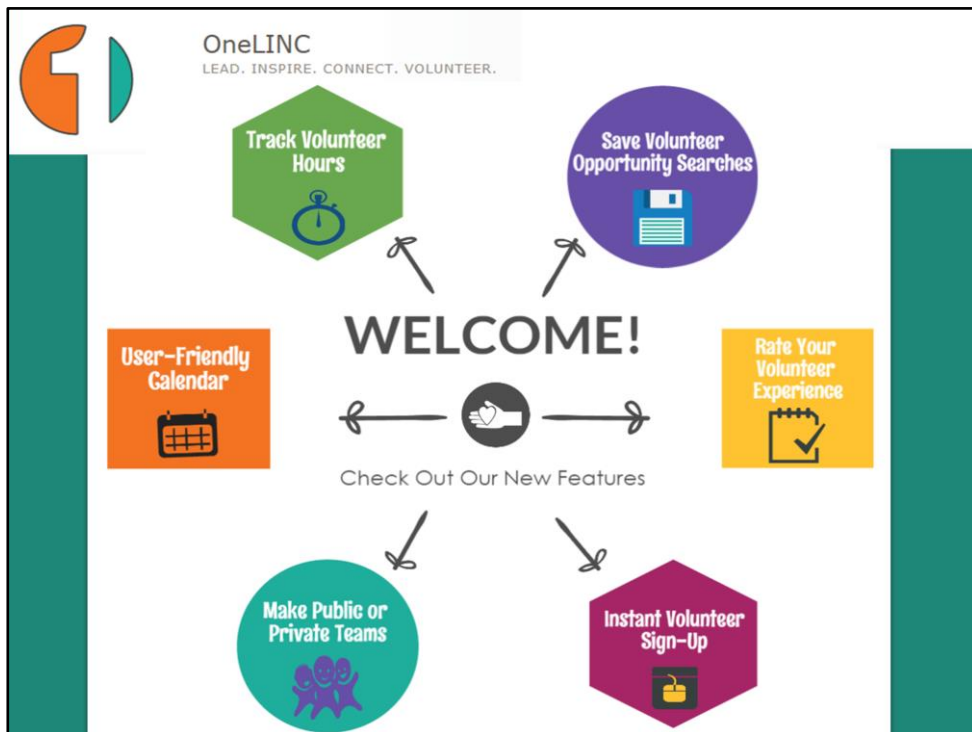 OneLINC
LEAD. INSPIRE. CONNECT. VOLUNTEER.
Track Volunteer
Hours
Save Volunteer
Opportunity Searches
WELCOME!
User-Friendly
Calendar
Rate Your
Volunteer
Experience
Check Out Our New Features
Make Public or
Private Teams
Instant Volunteer
Sign-Up